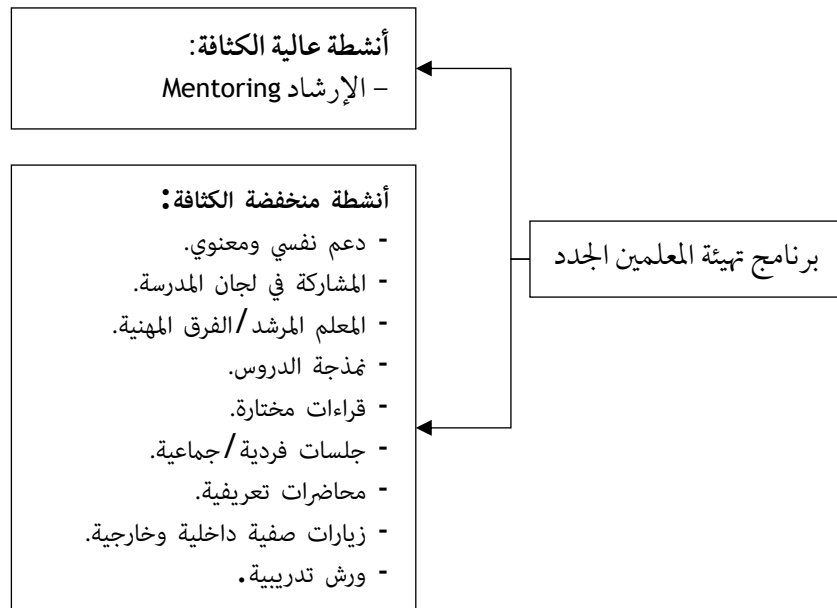 أنشطة عالية الكثافة:
– الإرشاد Mentoring
برنامج تهيئة المعلمين الجدد
أنشطة منخفضة الكثافة:
- دعم نفسي ومعنوي.
- المشاركة في لجان المدرسة.
- المعلم المرشد/الفرق المهنية.
- نمذجة الدروس.
- قراءات مختارة.
- جلسات فردية/جماعية.
- محاضرات تعريفية.
- زيارات صفية داخلية وخارجية.
- ورش تدريبية.